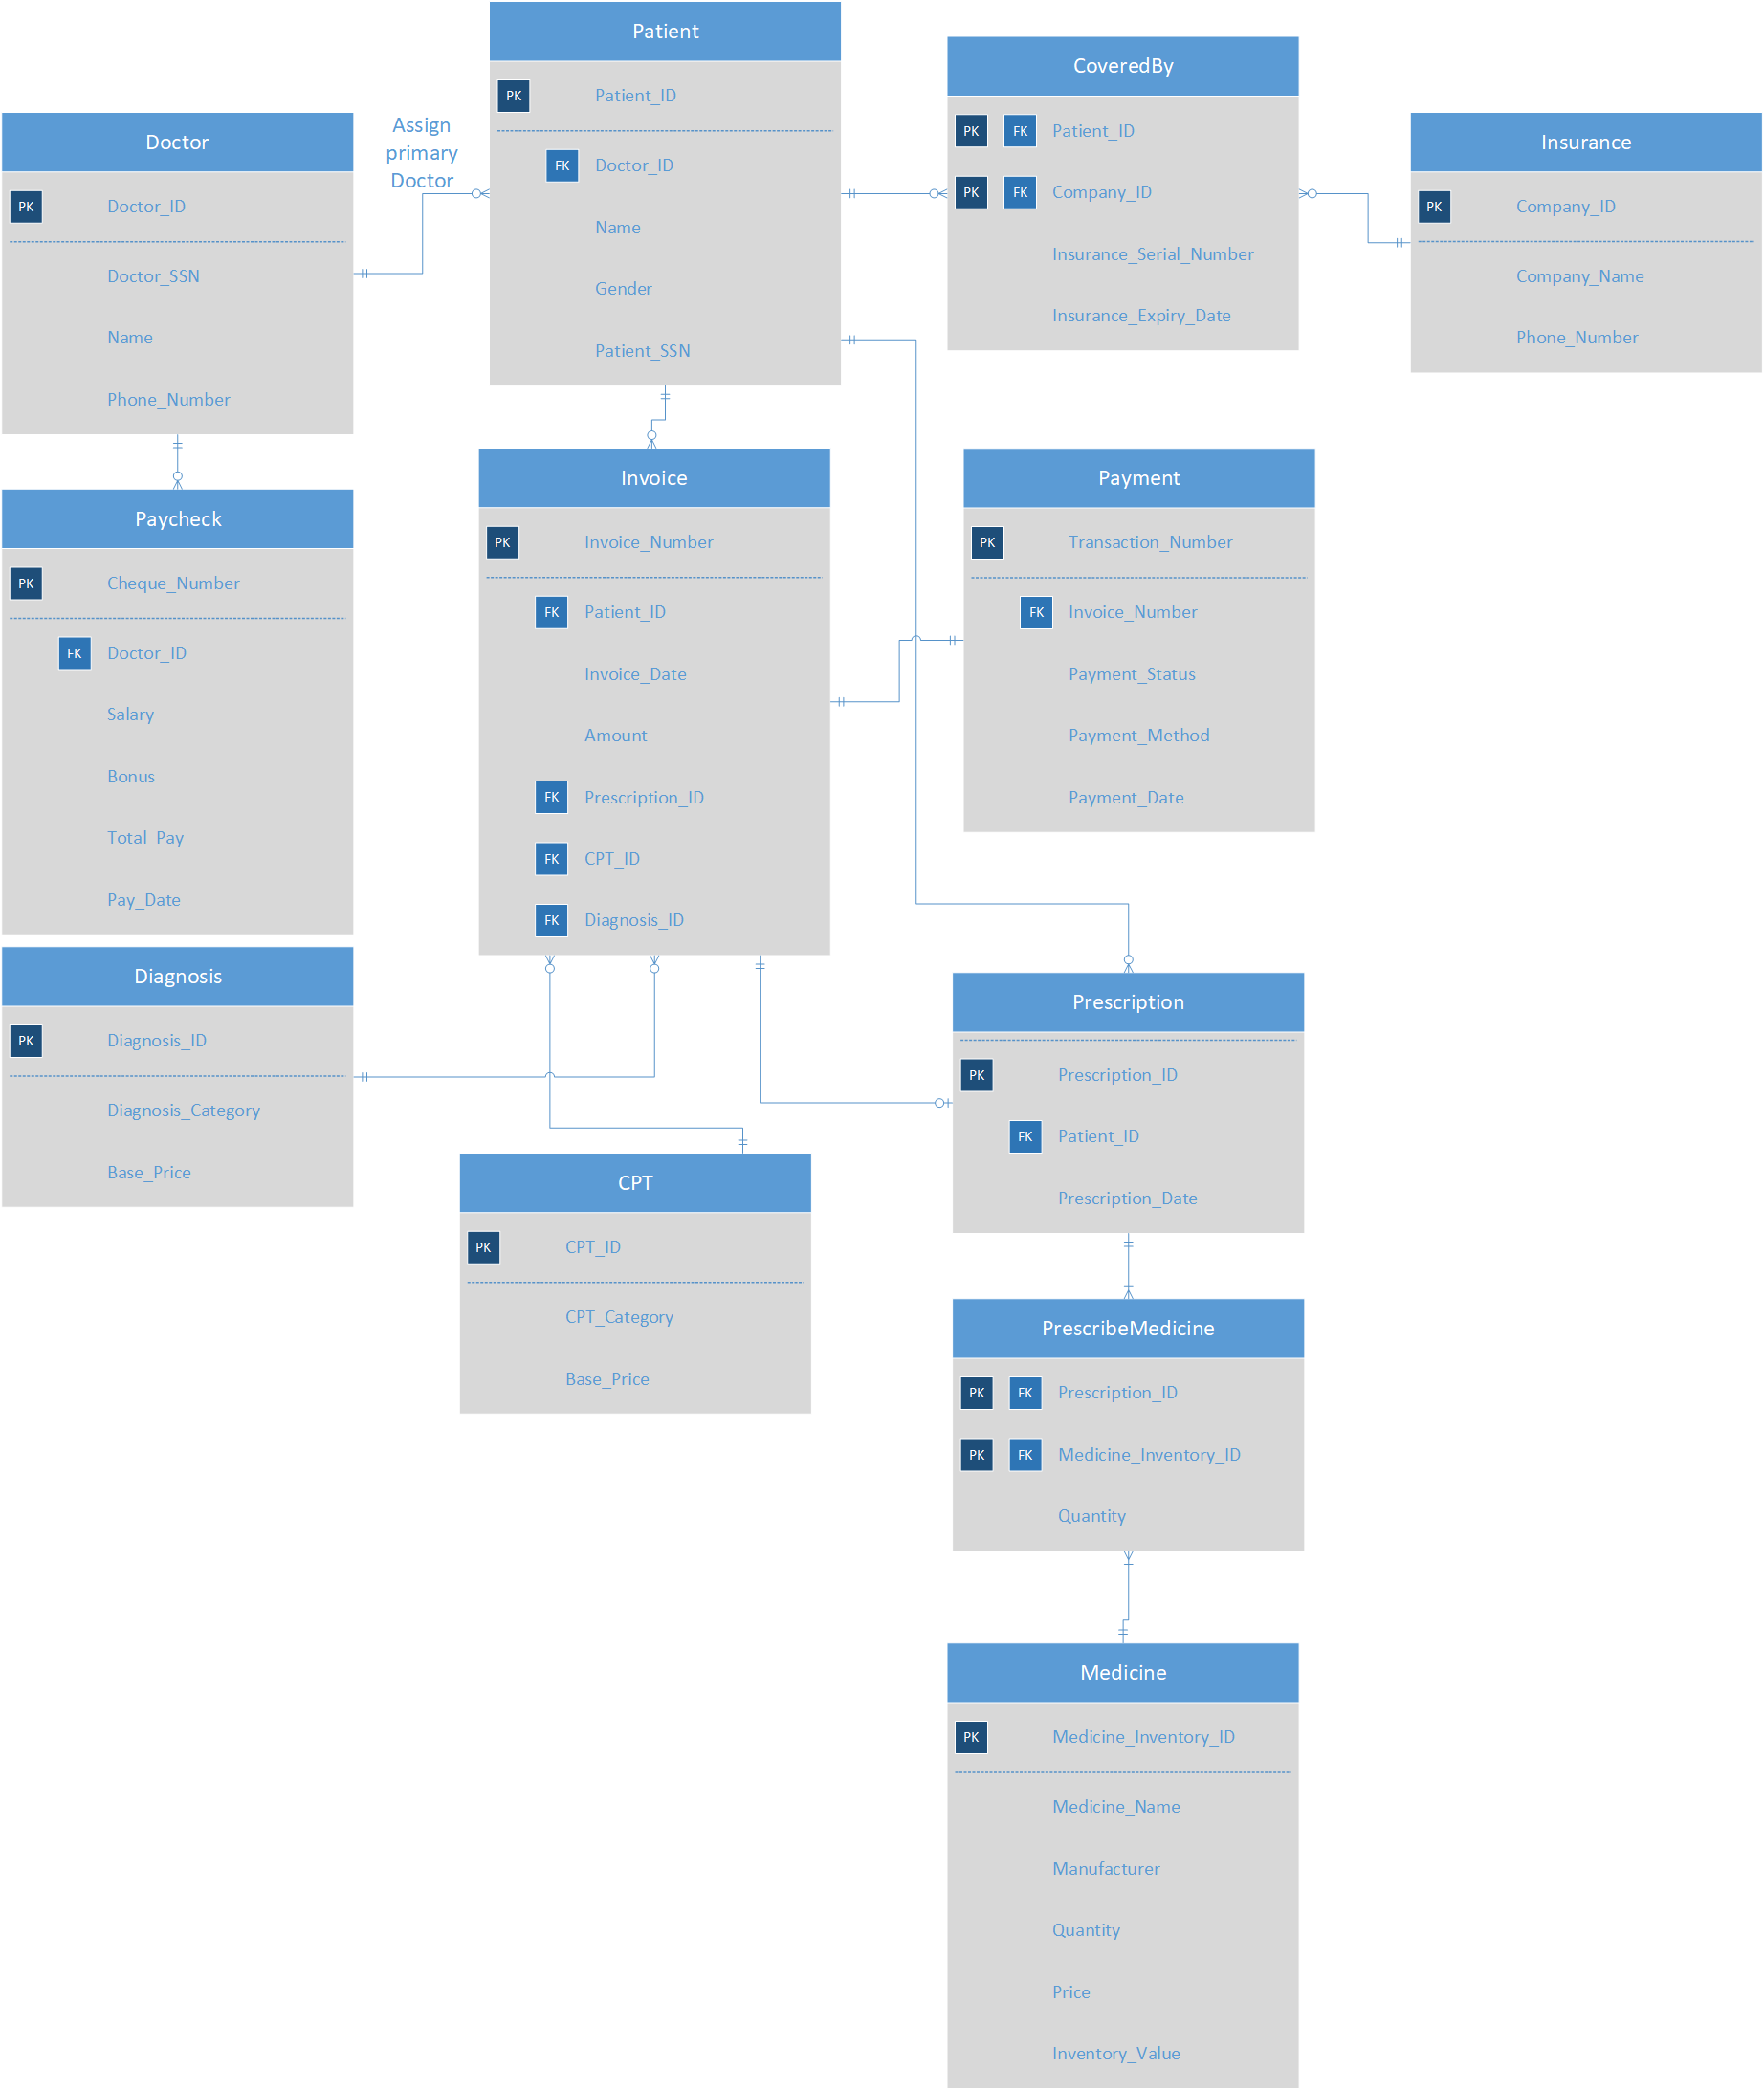 Patient
PK Patient_ID
FK Doctor_ID
Name
Gender
Patient_SSN
CoveredBy
PK FK Patient_ID
PK FK Company_ID
Insurance_Serial_Number
Insurance_Expiry_Date
Insurance
PK Company_ID
Company_Name
Phone_Number
Doctor
PK Doctor_ID
Doctor_SSN
Name
Phone_Number
Assign
primary
Doctor
Paycheck
PK Cheque_Number
FK Doctor_ID
Salary
Bonus
Total_Pay
Pay_Date
Invoice
PK Invoice_Number
FK Patient_ID
Invoice_Date
Amount
FK Prescription_ID
FK CPT_ID
FK Diagnosis_ID
Payment
PK Transaction_Number
FK Invoice_Number
Payment_Status
Payment_Method
Payment_Date
Diagnosis
PK Diagnosis_ID
Diagnosis_Category
Base_Price
CPT
PK CPT_ID
CPT_Category
Base_Price
Prescription
PK Prescription_ID
FK Patient_ID
Prescription_Date
PrescribeMedicine
PK FK Prescription_ID
PK FK Medicine_Inventory_ID
Quantity
Medicine
PK Medicine_Inventory_ID
Medicine_Name
Manufacturer
Quantity
Price
Inventory_Value